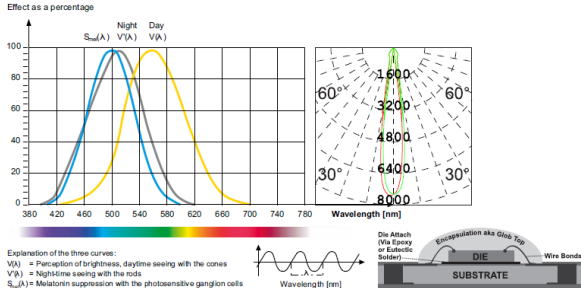 Effect as a percentage
Night Day
Smel(λ) V'(λ) V(λ)
100
80
60
40
20
0
380 420 460 500 540 580 620 660 700 740 780
Wavelength [nm]
1600
60° 60°
3200
4800
30° 6400 30°
8000
Explanation of the three curves:
V(λ) = Perception of brightness, daytime seeing with the cones
V'(λ) = Night-time seeing with the rods
Smel(λ) = Melatonin suppression with the photosensitive ganglion cells
λ
Wavelength [nm]
Die Attach
(Via Epoxy
or Eutectic
Solder)
Encapsulation aka Glob Top
DIE
Wire Bonds
SUBSTRATE